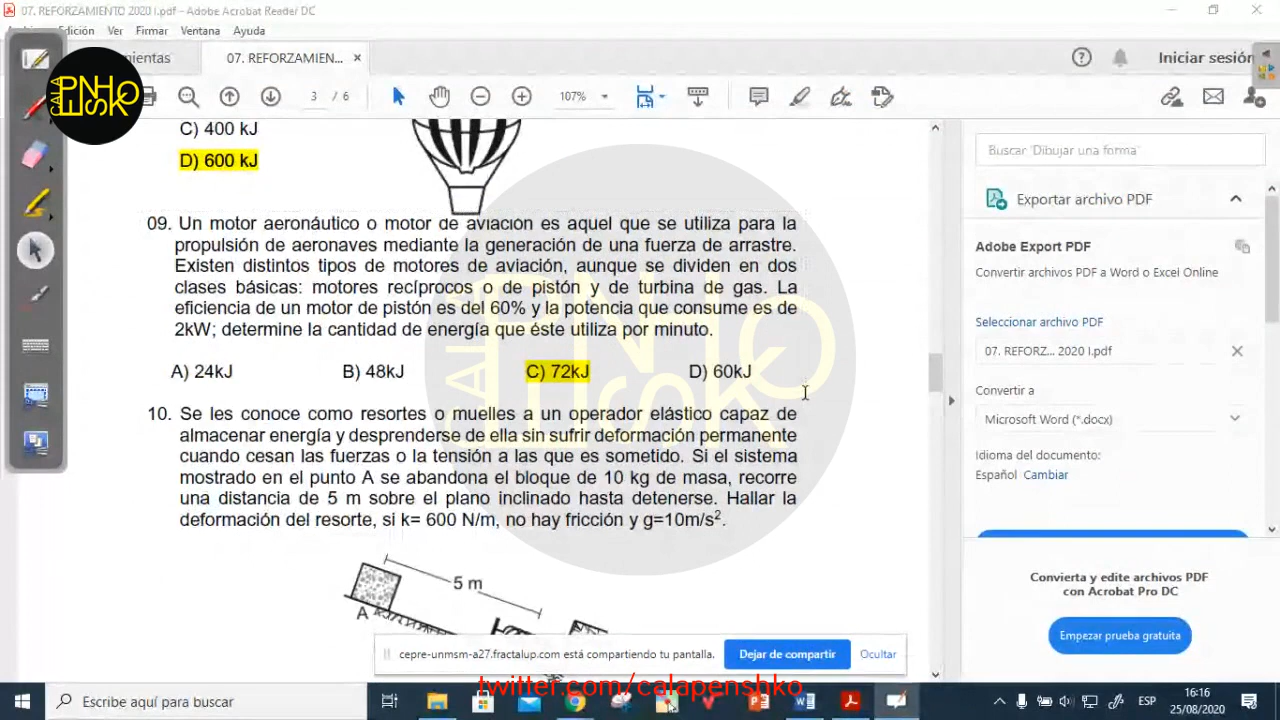 07. REFORZAMIENTO 2020 I.pdf - Adobe Acrobat Reader DC
Edición Ver Firmar Ventana Ayuda
07. REFORZAMIEN... ×
Iniciar sesión
3 / 6
107%
C) 400 kJ
D) 600 kJ
09. Un motor aeronáutico o motor de aviación es aquel que se utiliza para la
propulsión de aeronaves mediante la generación de una fuerza de arrastre.
Existen distintos tipos de motores de aviación, aunque se dividen en dos
clases básicas: motores recíprocos o de pistón y de turbina de gas. La
eficiencia de un motor de pistón es del 60% y la potencia que consume es de
2kW; determine la cantidad de energía que éste utiliza por minuto.
A) 24kJ B) 48kJ C) 72kJ D) 60kJ
10. Se les conoce como resortes o muelles a un operador elástico capaz de
almacenar energía y desprenderse de ella sin sufrir deformación permanente
cuando cesan las fuerzas o la tensión a las que es sometido. Si el sistema
mostrado en el punto A se abandona el bloque de 10 kg de masa, recorre
una distancia de 5 m sobre el plano inclinado hasta detenerse. Hallar la
deformación del resorte, si k= 600 N/m, no hay fricción y g=10m/s².
5 m
A
Buscar 'Dibujar una forma'
Exportar archivo PDF
Adobe Export PDF
Convertir archivos PDF a Word o Excel Online
Seleccionar archivo PDF
07. REFORZ... 2020 I.pdf
Convertir a
Microsoft Word (*.docx)
Idioma del documento:
Español Cambiar
Convierta y edite archivos PDF
con Acrobat Pro DC
Empezar prueba gratuita
cepre-unmsm-a27.fractalup.com está compartiendo tu pantalla. Dejar de compartir Ocultar
twitter.com/calapenshko
Escribe aquí para buscar
ESP
16:16
25/08/2020